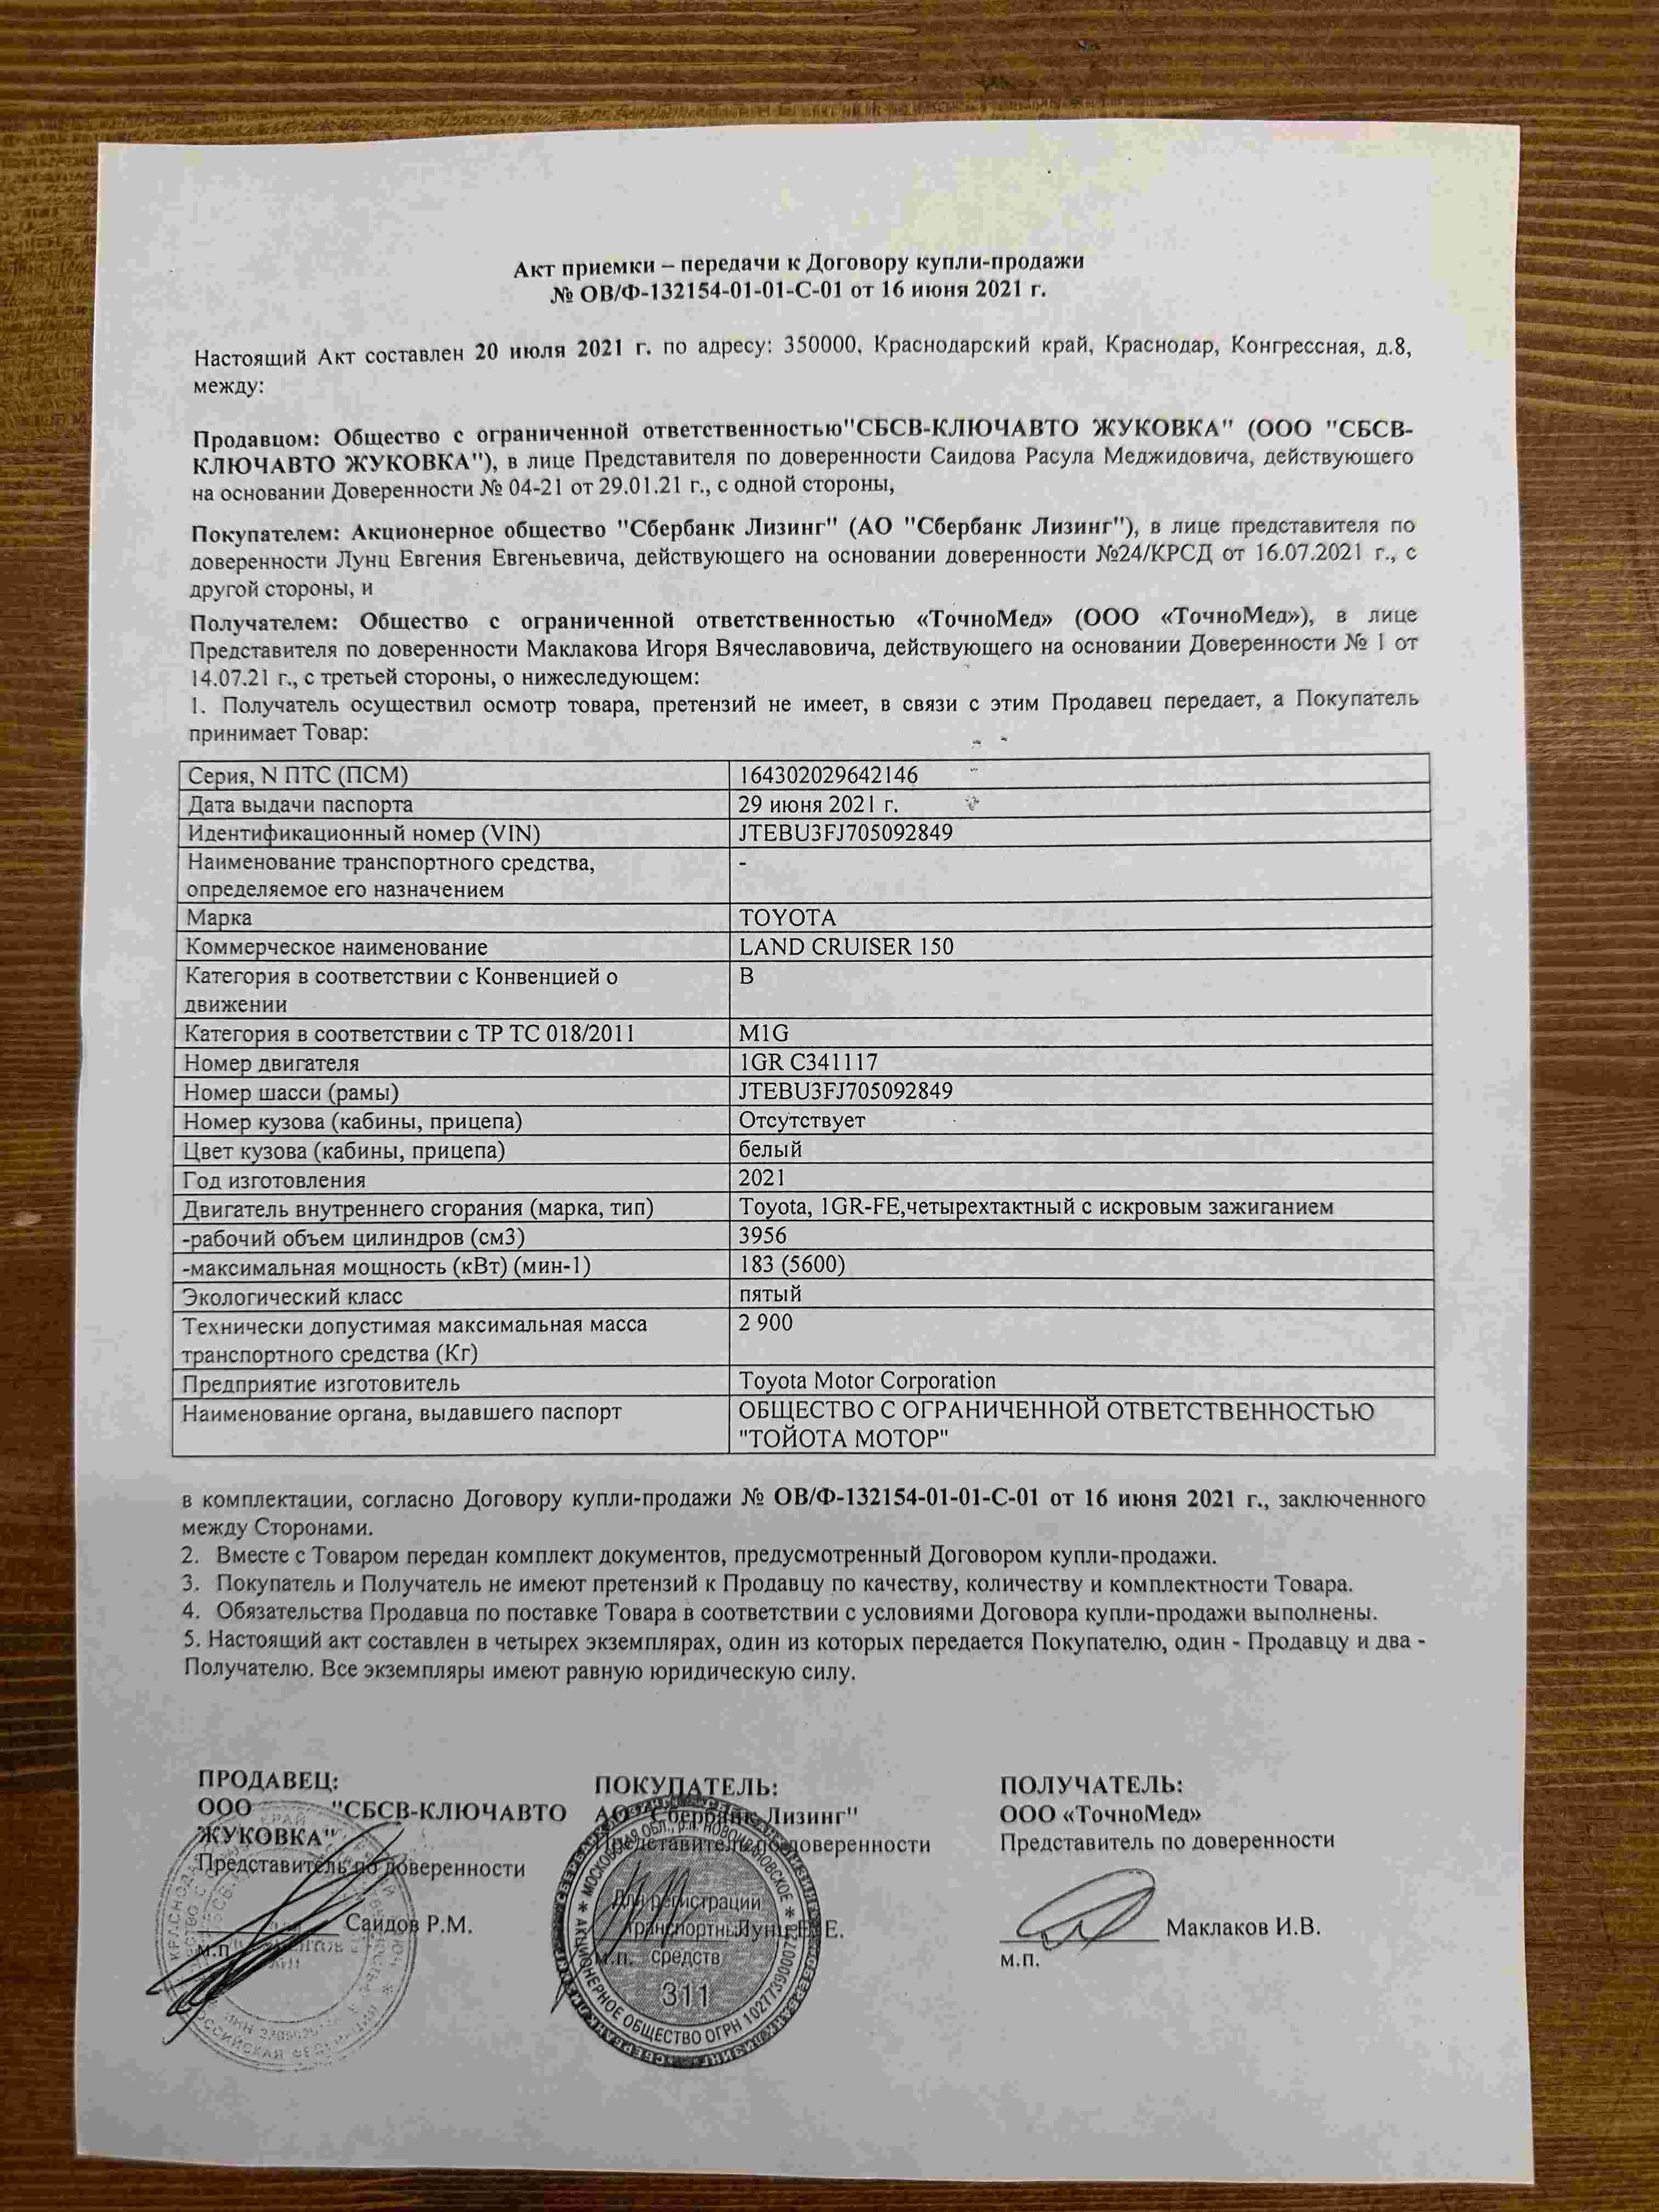 Акт приемки – передачи к Договору купли-продажи
№ ОВ/Ф-132154-01-01-С-01 от 16 июня 2021 г.
Настоящий Акт составлен 20 июля 2021 г. по адресу: 350000, Краснодарский край, Краснодар, Конгрессная, д.8,
между:
Продавцом: Общество с ограниченной ответственностью"СБСВ-КЛЮЧАВТО ЖУКОВКА" (ООО "СБСВ-
КЛЮЧАВТО ЖУКОВКА"), в лице Представителя по доверенности Саидова Расула Меджидовича, действующего
на основании Доверенности № 04-21 от 29.01.21 г., с одной стороны,
Покупателем: Акционерное общество "Сбербанк Лизинг" (АО "Сбербанк Лизинг"), в лице представителя по
доверенности Лунц Евгения Евгеньевича, действующего на основании доверенности №24/КРСД от 16.07.2021 г., с
другой стороны, и
Получателем: Общество с ограниченной ответственностью «ТочноМед» (ООО «ТочноМед»), в лице
Представителя по доверенности Маклакова Игоря Вячеславовича, действующего на основании Доверенности № 1 от
14.07.21 г., с третьей стороны, о нижеследующем:
1. Получатель осуществил осмотр товара, претензий не имеет, в связи с этим Продавец передает, а Покупатель
принимает Товар:
Серия, N ПТС (ПСМ) 164302029642146
Дата выдачи паспорта 29 июня 2021 г.
Идентификационный номер (VIN) JTEBU3FJ705092849
Наименование транспортного средства, -
определяемое его назначением
Марка TOYOTA
Коммерческое наименование LAND CRUISER 150
Категория в соответствии с Конвенцией о B
движении
Категория в соответствии с ТР ТС 018/2011 M1G
Номер двигателя 1GR C341117
Номер шасси (рамы) JTEBU3FJ705092849
Номер кузова (кабины, прицепа) Отсутствует
Цвет кузова (кабины, прицепа) белый
Год изготовления 2021
Двигатель внутреннего сгорания (марка, тип) Toyota, 1GR-FE,четырехтактный с искровым зажиганием
-рабочий объем цилиндров (см3) 3956
-максимальная мощность (кВт) (мин-1) 183 (5600)
Экологический класс пятый
Технически допустимая максимальная масса 2 900
транспортного средства (Кг)
Предприятие изготовитель Toyota Motor Corporation
Наименование органа, выдавшего паспорт ОБЩЕСТВО С ОГРАНИЧЕННОЙ ОТВЕТСТВЕННОСТЬЮ
"ТОЙОТА МОТОР"
в комплектации, согласно Договору купли-продажи № ОВ/Ф-132154-01-01-С-01 от 16 июня 2021 г., заключенного
между Сторонами.
2. Вместе с Товаром передан комплект документов, предусмотренный Договором купли-продажи.
3. Покупатель и Получатель не имеют претензий к Продавцу по качеству, количеству и комплектности Товара.
4. Обязательства Продавца по поставке Товара в соответствии с условиями Договора купли-продажи выполнены.
5. Настоящий акт составлен в четырех экземплярах, один из которых передается Покупателю, один - Продавцу и два -
Получателю. Все экземпляры имеют равную юридическую силу.
ПРОДАВЕЦ:
ООО "СБСВ-КЛЮЧАВТО
ЖУКОВКА"
Представитель по доверенности
Саидов Р.М.
м.п
ПОКУПАТЕЛЬ:
АО "Сбербанк Лизинг"
Представитель по доверенности
Лунц Е.Е.
м.п.
МОСКОВСКАЯ ОБЛ., р.п. НОВОИВАНОВСКОЕ
АКЦИОНЕРНОЕ ОБЩЕСТВО ОГРН
Для регистрации
транспортных
средств
311
ПОЛУЧАТЕЛЬ:
ООО «ТочноМед»
Представитель по доверенности
Маклаков И.В.
м.п.